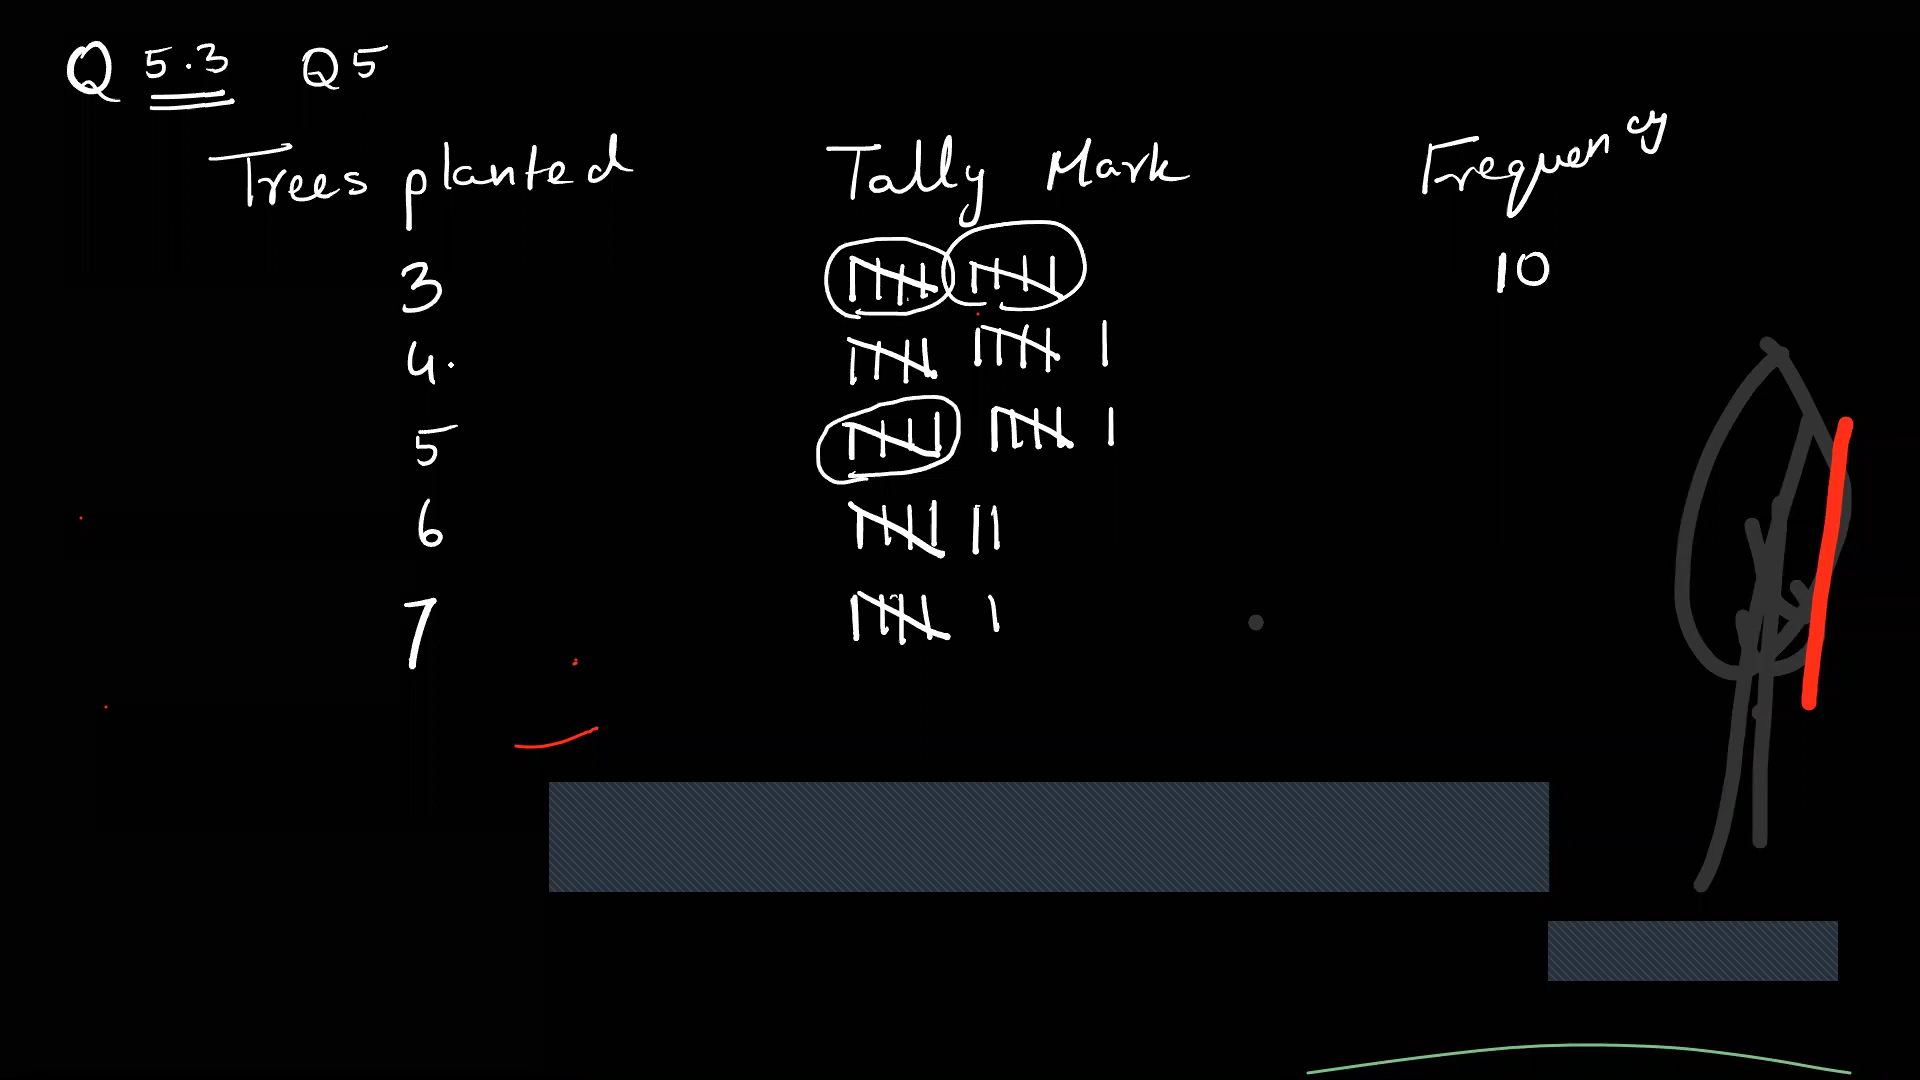 Q 5.3 Q5
Trees planted Tally Mark Frequency
3 𝍸 𝍸 10
4. 𝍸 𝍸 |
5 𝍸 𝍸 |
6 𝍸 ||
7 𝍸 |